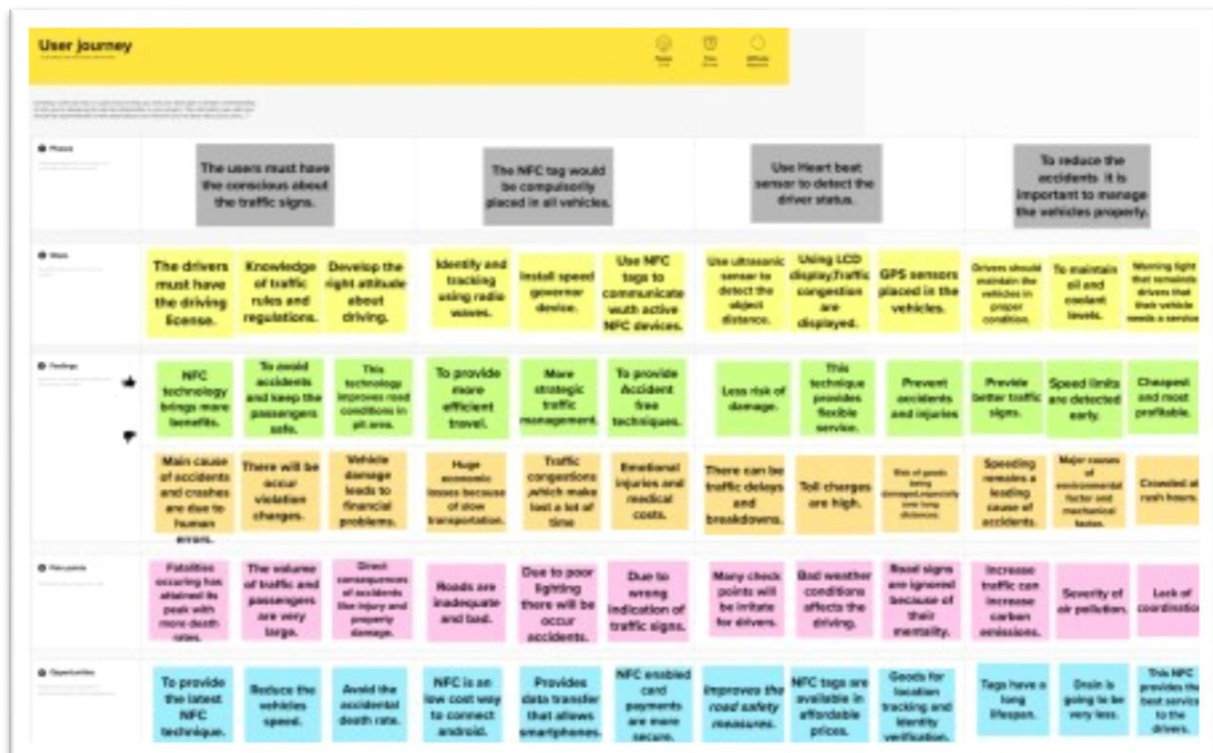 User journey
Phases
The users must have
the conscious about
the traffic signs.
The NFC tag would
be compulsorily
placed in all vehicles.
Use Heart beat
sensor to detect the
driver status.
To reduce the
accidents it is
important to manage
the vehicles properly.
The drivers
must have
the driving
license.
Knowledge
of traffic
rules and
regulations.
Develop the
right attitude
about
driving.
Identify and
tracking
using radio
waves.
Install speed
governor
device.
Use NFC
tags to
communicate
wuth active
NFC devices.
Use ultrasonic
sensor to
detect the
object
distance.
Using LCD
display,Traffic
congestion
are
displayed.
GPS sensors
placed in the
vehicles.
Drivers should
maintain the
vehicles in
proper
condition.
To maintain
oil and
coolant
levels.
Warning light
that
drivers that
their vehicle
needs a service
Feelings
NFC
technology
brings more
benefits.
To avoid
accidents
and keep the
passengers
safe.
This
technology
improves road
conditions in
pit area.
To provide
more
efficient
travel.
More
strategic
traffic
management.
To provide
Accident
free
techniques.
Less risk of
damage.
This
technique
provides
flexible
service.
Prevent
accidents
and injuries
Provide
better traffic
signs.
Speed limits
are detected
early.
Cheapest
and most
profitable.
Main cause
of accidents
and crashes
are due to
human
errors.
There will be
occur
violation
charges.
Vehicle
damage
leads to
financial
problems.
Huge
economic
losses because
of slow
transportation.
Traffic
congestions
,which make
lost a lot of
time
Emotional
injuries and
medical
costs.
There can be
traffic delays
and
breakdowns.
Toll charges
are high.
Risk of goods
being
damaged,especially
over long
distances.
Speeding
remains a
leading
cause of
accidents.
Major causes
of
environmental
factor and
mechanical
Crowded at
rush hours.
Pain points
Fatalities
occuring has
attained its
peak with
more death
rates.
The volume
of traffic and
passengers
are very
large.
Direct
consequences
of accidents
like injury and
property
damage.
Roads are
inadequate
and bad.
Due to poor
lighting
there will be
occur
accidents.
Due to
wrong
indication of
traffic signs.
Many check
points will
be irritate
for drivers.
Bad weather
conditions
affects the
driving.
Road signs
are ignored
because of
their
mentality.
Increase
traffic can
increase
carbon
emissions.
Severity of
air pollution.
Lack of
coordination
Opportunities
To provide
the latest
NFC
technique.
Reduce the
vehicles
speed.
Avoid the
accidental
death rate.
NFC is an
low cost way
to connect
android.
Provides
data transfer
that allows
smartphones.
NFC enabled
card
payments
are more
secure.
Improves the
road safety
measures.
NFC tags are
available in
affordable
prices.
Goods for
location
tracking and
identity
verification.
Tags have a
long
lifespan.
Drain is
going to be
very less.
This NFC
provides the
best service
to the
drivers.